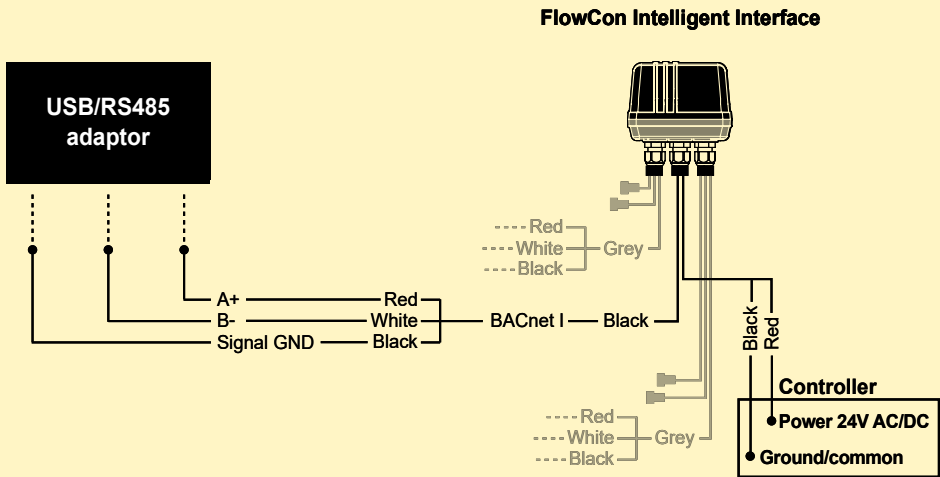 FlowCon Intelligent Interface
USB/RS485
adaptor
Red
White Grey
Black
A+ Red
B- White BACnet I Black
Signal GND Black
Black
Red
Controller
Power 24V AC/DC
Ground/common
Red
White Grey
Black